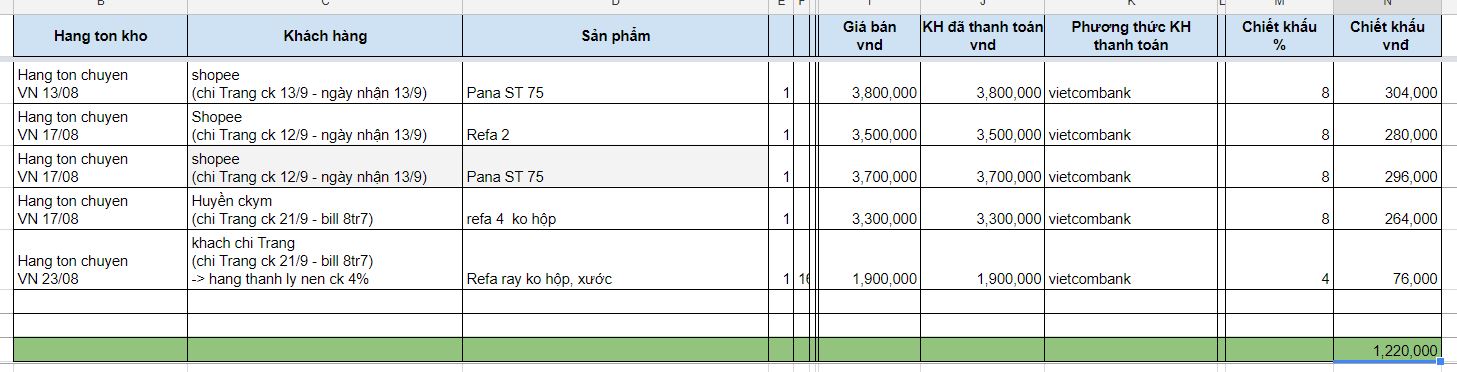 B C D E F I J K L M N
Hang ton kho Khách hàng Sản phẩm Giá bán vnd KH đã thanh toán vnd Phương thức KH thanh toán Chiết khấu % Chiết khấu vnđ
Hang ton chuyen VN 13/08 shopee (chi Trang ck 13/9 - ngày nhận 13/9) Pana ST 75 1 3,800,000 3,800,000 vietcombank 8 304,000
Hang ton chuyen VN 17/08 Shopee (chi Trang ck 12/9 - ngày nhận 13/9) Refa 2 1 3,500,000 3,500,000 vietcombank 8 280,000
Hang ton chuyen VN 17/08 shopee (chi Trang ck 12/9 - ngày nhận 13/9) Pana ST 75 1 3,700,000 3,700,000 vietcombank 8 296,000
Hang ton chuyen VN 17/08 Huyền ckym (chi Trang ck 21/9 - bill 8tr7) refa 4 ko hộp 1 3,300,000 3,300,000 vietcombank 8 264,000
Hang ton chuyen VN 23/08 khach chi Trang (chi Trang ck 21/9 - bill 8tr7) -> hang thanh ly nen ck 4% Refa ray ko hộp, xước 1 1,900,000 1,900,000 vietcombank 4 76,000
1,220,000